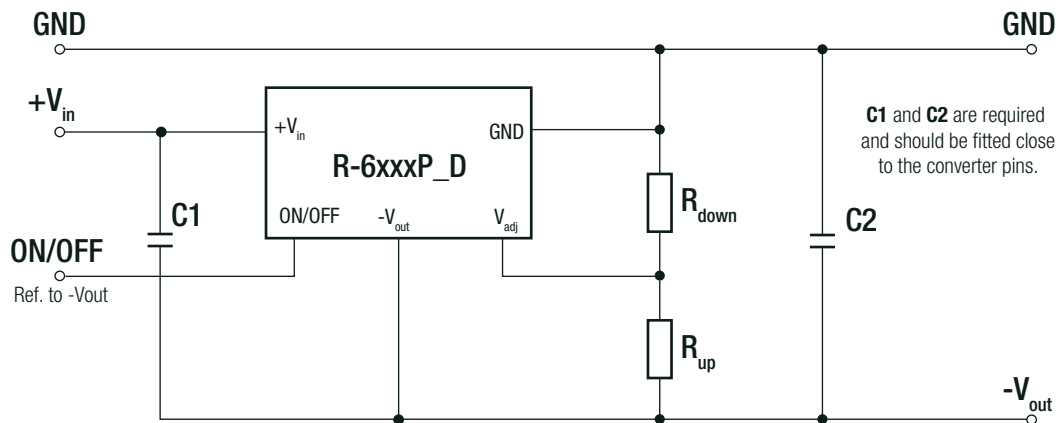 GND
GND
+Vin
C1 and C2 are required
and should be fitted close
to the converter pins.
+Vin
GND
R-6xxxP_D
Rdown
C1
ON/OFF
-Vout
Vadj
C2
ON/OFF
Ref. to -Vout
Rup
-Vout